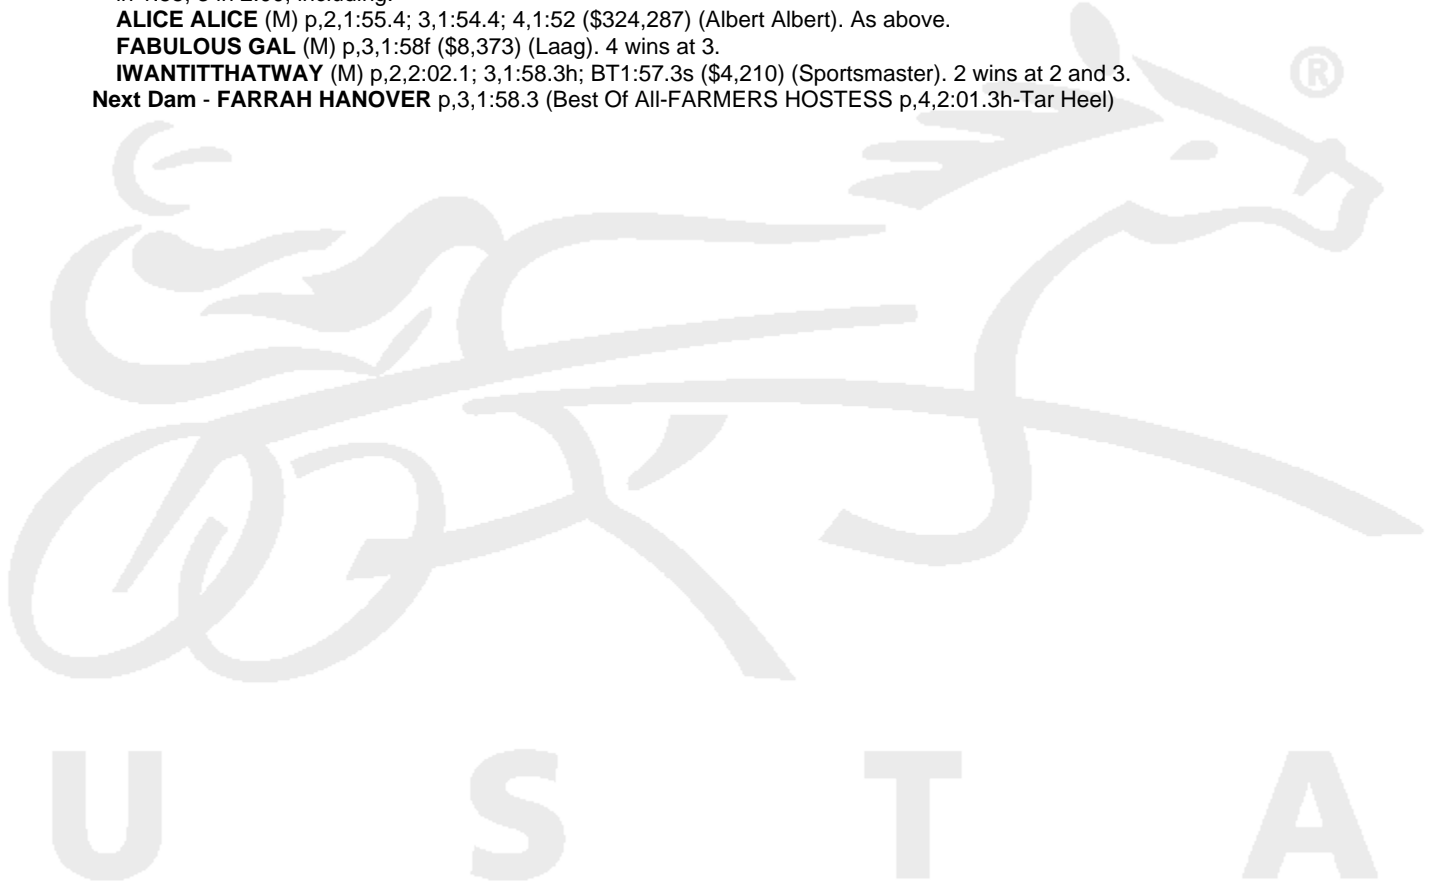 ALICE ALICE (M) p,2,1:55.4; 3,1:54.4; 4,1:52 ($324,287) (Albert Albert). As above.
FABULOUS GAL (M) p,3,1:58f ($8,373) (Laag). 4 wins at 3.
IWANTITTHATWAY (M) p,2,2:02.1; 3,1:58.3h; BT1:57.3s ($4,210) (Sportsmaster). 2 wins at 2 and 3.
Next Dam - FARRAH HANOVER p,3,1:58.3 (Best Of All-FARMERS HOSTESS p,4,2:01.3h-Tar Heel)
®
U S T A